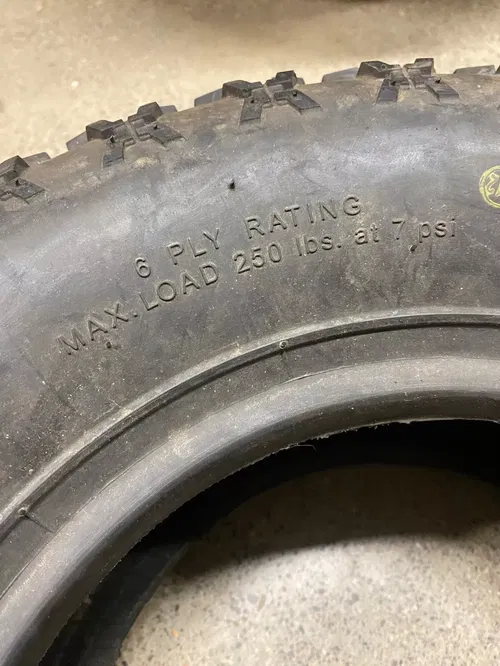 6 PLY RATING
MAX. LOAD 250 lbs. at 7 psi